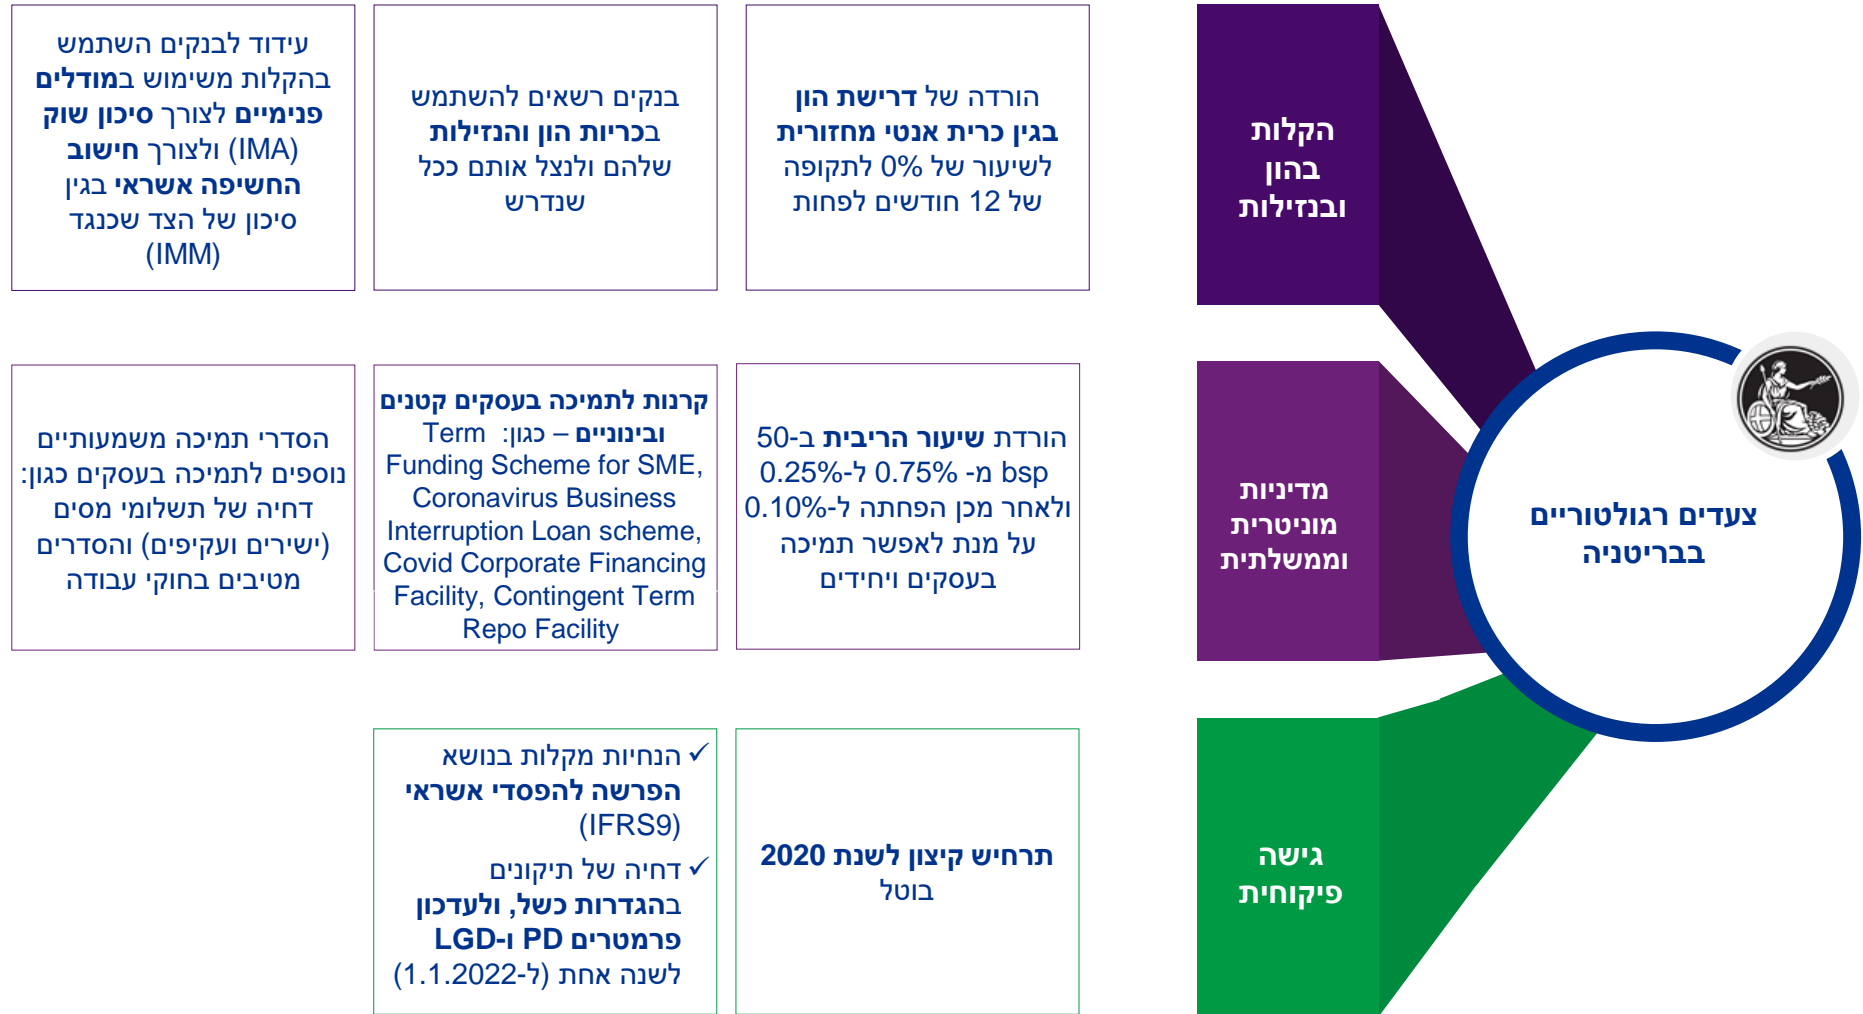 צעדים רגולטוריים
בבריטניה
הקלות
בהון
ובנזילות
הורדה של דרישת הון
בגין כרית אנטי מחזורית
לשיעור של 0% לתקופה
של 12 חודשים לפחות
בנקים רשאים להשתמש
בכריות הון והנזילות
שלהם ולנצל אותם ככל
שנדרש
עידוד לבנקים השתמש
בהקלות משימוש במודלים
פנימיים לצורך סיכון שוק
(IMA) ולצורך חישוב
החשיפה אשראי בגין
סיכון של הצד שכנגד
(IMM)
מדיניות
מוניטרית
וממשלתית
הורדת שיעור הריבית ב-50
bsp מ- 0.75% ל-0.25%
ולאחר מכן הפחתה ל-0.10%
על מנת לאפשר תמיכה
בעסקים ויחידים
קרנות לתמיכה בעסקים קטנים
ובינוניים – כגון: Term
Funding Scheme for SME,
Coronavirus Business
Interruption Loan scheme,
Covid Corporate Financing
Facility, Contingent Term
Repo Facility
הסדרי תמיכה משמעותיים
נוספים לתמיכה בעסקים כגון:
דחיה של תשלומי מסים
(ישירים ועקיפים) והסדרים
מטיבים בחוקי עבודה
גישה
פיקוחית
תרחיש קיצון לשנת 2020
בוטל
✓ הנחיות מקלות בנושא
הפרשה להפסדי אשראי
(IFRS9)
✓ דחיה של תיקונים
בהגדרות כשל, ולעדכון
פרמטרים PD ו-LGD
לשנה אחת (ל-1.1.2022)